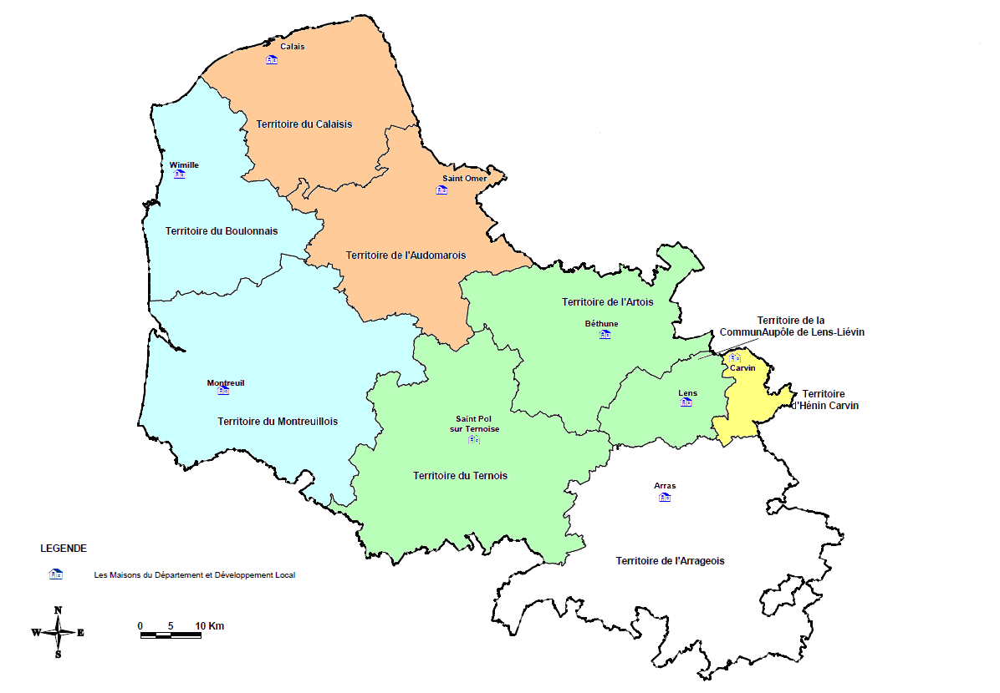 Calais
Territoire du Calaisis
Wimille
Saint Omer
Territoire du Boulonnais
Territoire de l'Audomarois
Territoire de l'Artois
Béthune
Territoire de la
CommunAupôle de Lens-Liévin
Carvin
Montreuil
Lens
Territoire
d'Hénin Carvin
Territoire du Montreuillois
Saint Pol
sur Ternoise
Territoire du Ternois
Arras
Territoire de l'Arrageois
LEGENDE
Les Maisons du Département et Développement Local
N
W E
S
0 5 10 Km